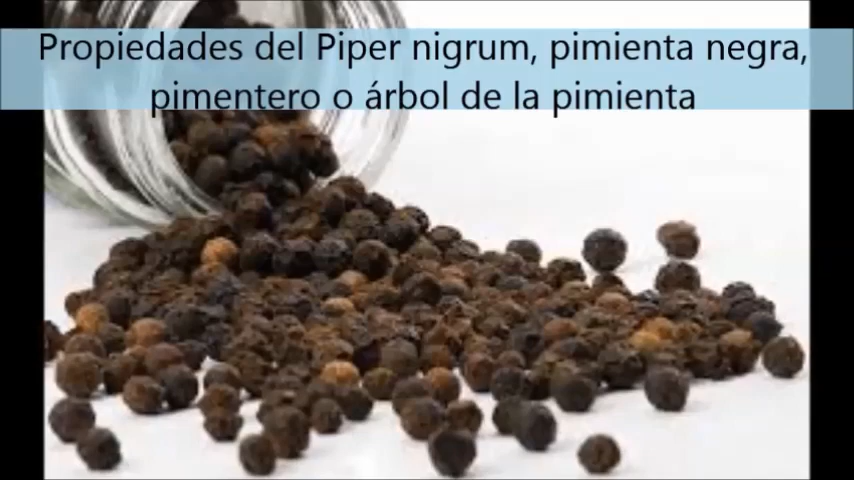 Propiedades del Piper nigrum, pimienta negra,
pimentero o árbol de la pimienta